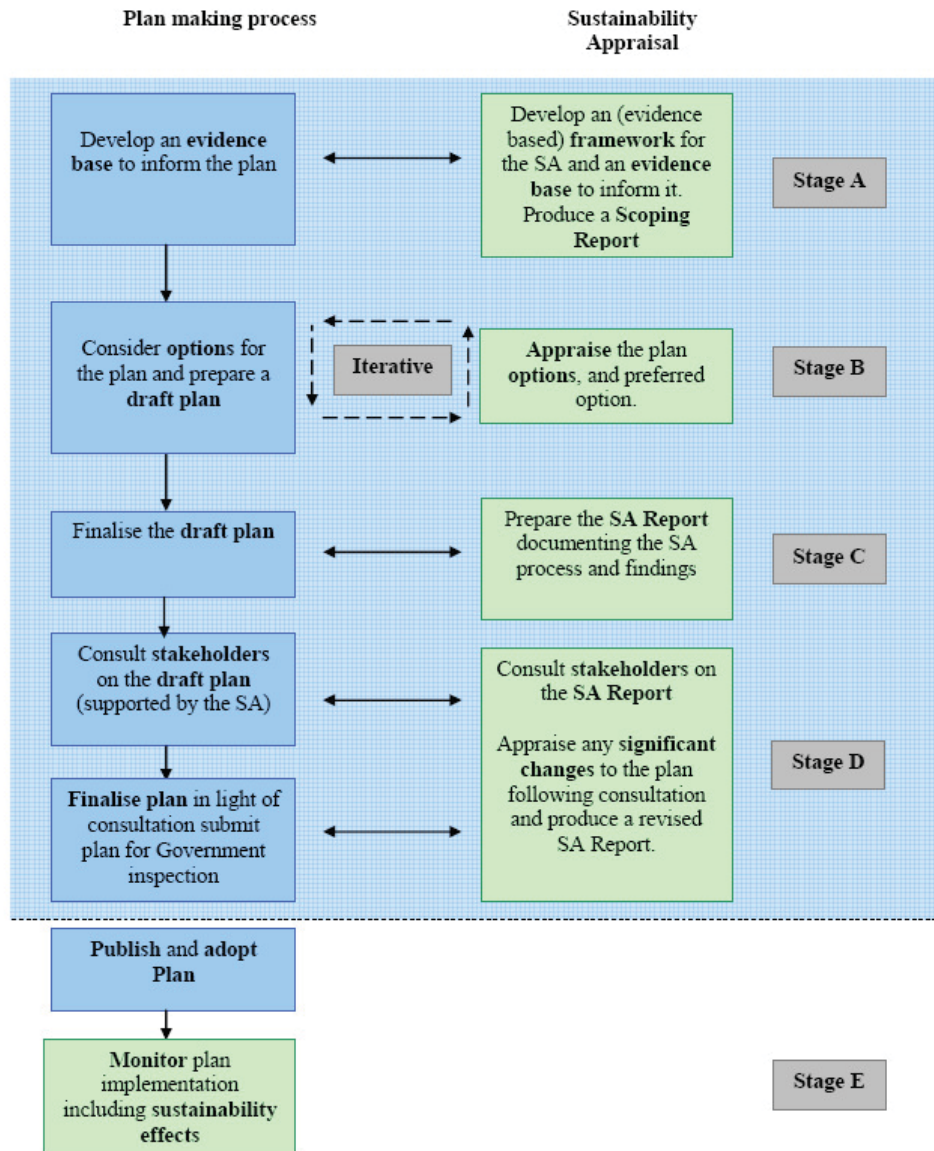 Plan making process
Sustainability
Appraisal
Develop an evidence
base to inform the plan
Develop an (evidence
based) framework for
the SA and an evidence
base to inform it.
Produce a Scoping
Report
Stage A
Consider options for
the plan and prepare a
draft plan
Iterative
Appraise the plan
options, and preferred
option.
Stage B
Finalise the draft plan
Prepare the SA Report
documenting the SA
process and findings
Stage C
Consult stakeholders
on the draft plan
(supported by the SA)
Consult stakeholders on
the SA Report
Appraise any significant
changes to the plan
following consultation
and produce a revised
SA Report.
Stage D
Finalise plan in light of
consultation submit
plan for Government
inspection
Publish and adopt
Plan
Monitor plan
implementation
including sustainability
effects
Stage E